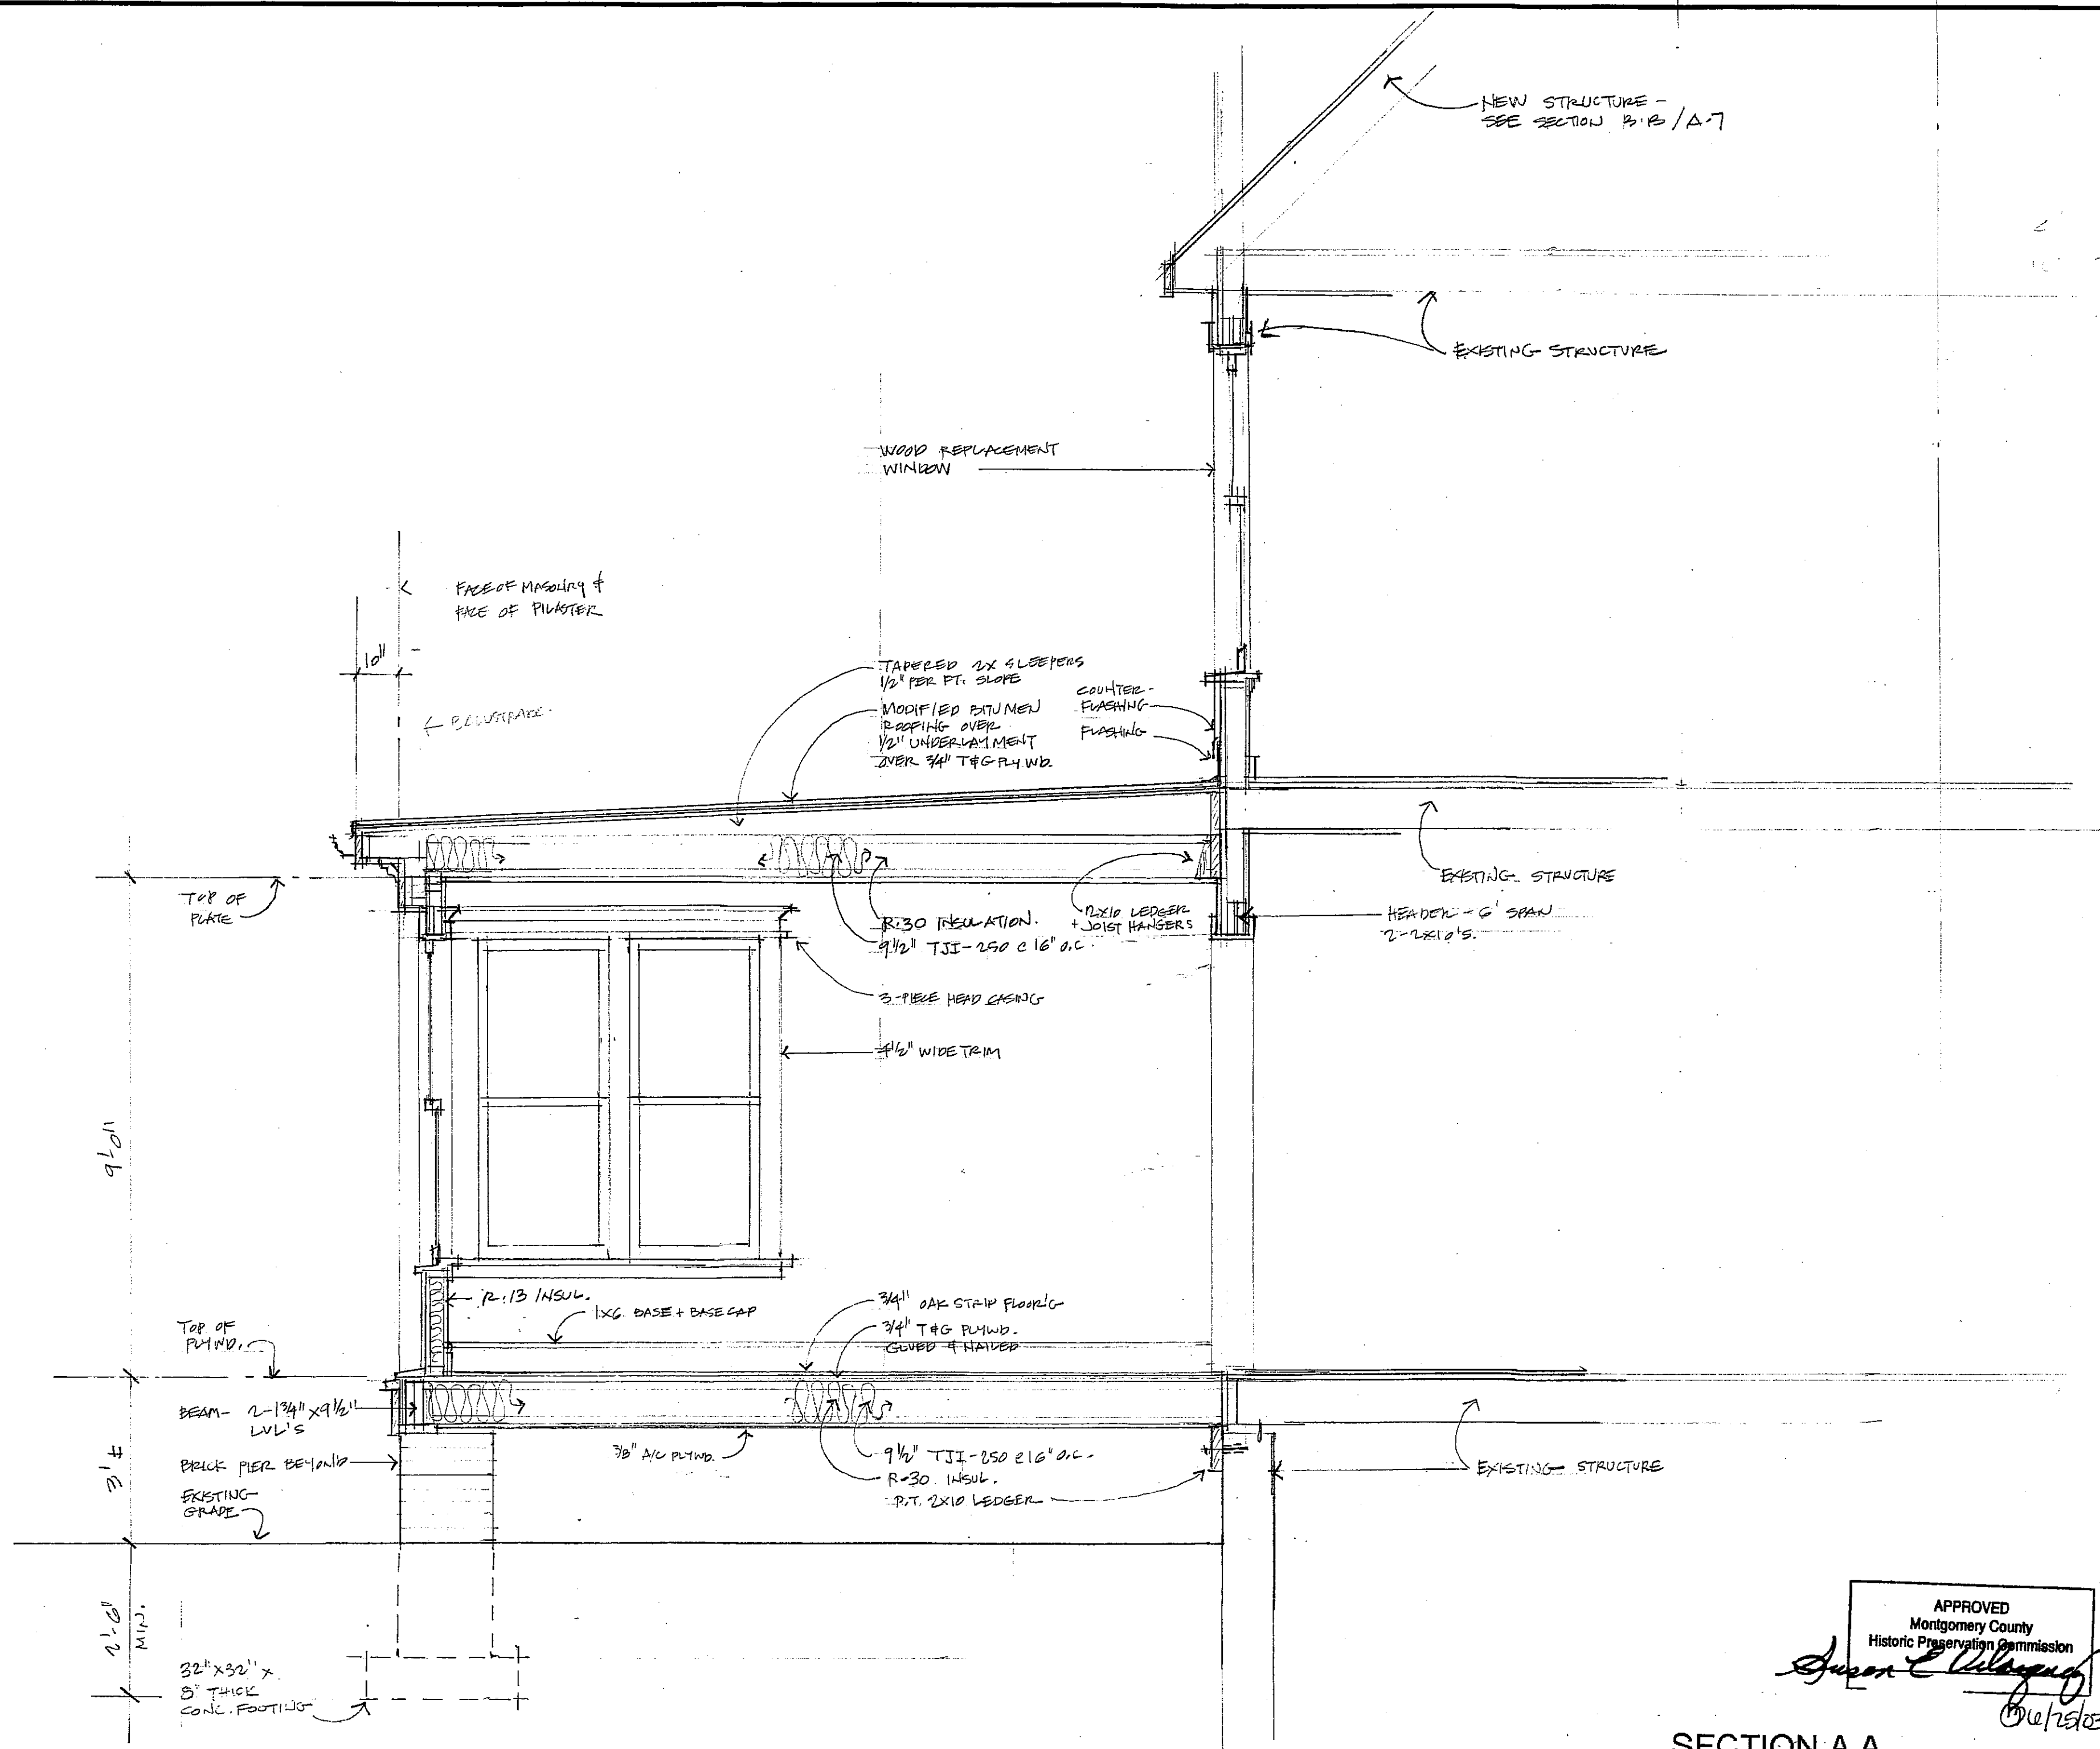 NEW STRUCTURE -
SEE SECTION B-B/A-7
EXISTING STRUCTURE
WOOD REPLACEMENT
WINDOW
FACE OF MASONRY &
FACE OF PILASTER
10"
BALUSTRADE
TAPERED 2X SLEEPERS
1/2" PER FT. SLOPE
MODIFIED BITUMEN
ROOFING OVER
1/2" UNDERLAYMENT
OVER 3/4" T&G PLYWD.
COUNTER-
FLASHING
FLASHING
TOP OF
PLATE
EXISTING STRUCTURE
R-30 INSULATION.
9 1/2" TJI-250 @ 16" O.C.
2X10 LEDGER
+ JOIST HANGERS
HEADER - 6' SPAN
2-2X10'S.
3-PIECE HEAD CASING
4 1/2" WIDE TRIM
9'-0"
R-13 INSUL.
1X6 BASE + BASE CAP
3/4" OAK STRIP FLOOR'G
3/4" T&G PLYWD.
GLUED & NAILED
TOP OF
PLYWD.
BEAM- 2-1 3/4" X 9 1/2"
LVL'S
3'±
BRICK PIER BEYOND
EXISTING
GRADE
3/8" A/C PLYWD.
9 1/2" TJI-250 @ 16" O.C.
R-30 INSUL.
P.T. 2X10 LEDGER
EXISTING STRUCTURE
2'-6"
MIN.
32" X 32" X
8" THICK
CONC. FOOTING
APPROVED
Montgomery County
Historic Preservation Commission
6/25/03
SECTION A A